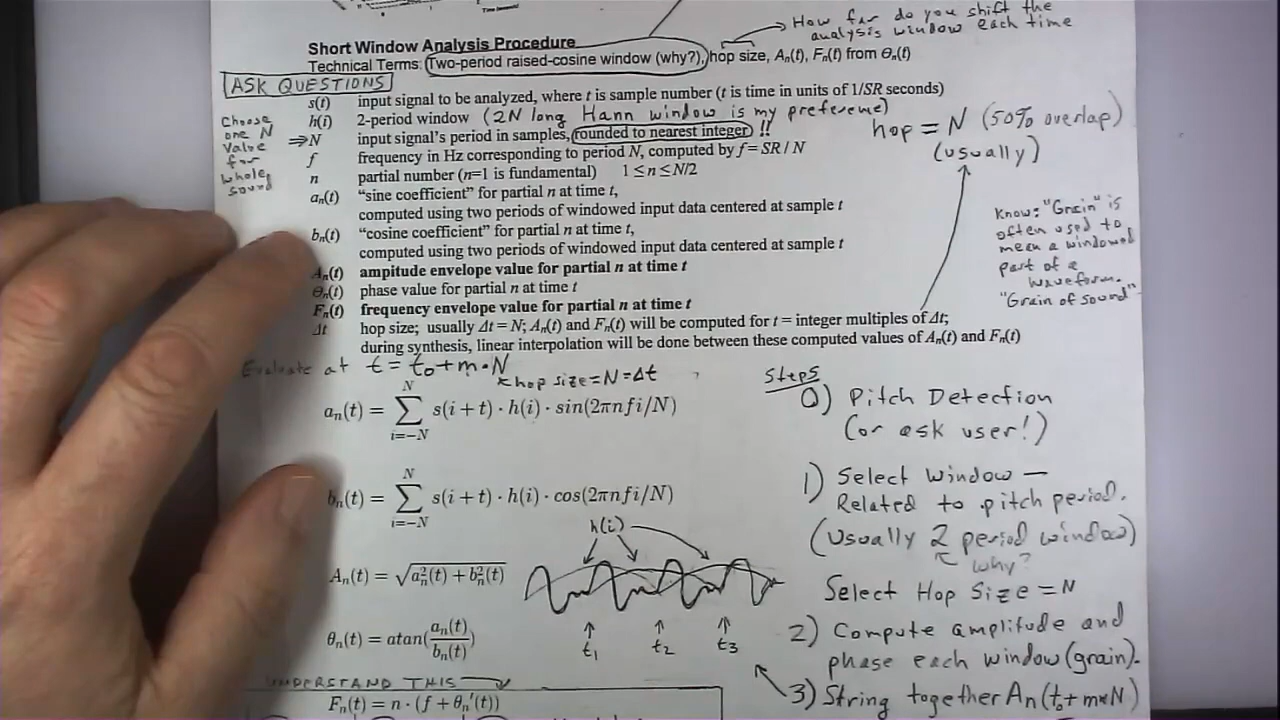 How far do you shift the
analysis window each time
Short Window Analysis Procedure
Technical Terms: Two-period raised-cosine window (why?), hop size, An(t), Fn(t) from Θn(t)
ASK QUESTIONS
s(t) input signal to be analyzed, where t is sample number (t is time in units of 1/SR seconds)
h(i) 2-period window (2N long Hann window is my preference)
Choose
one N
value
for
whole
sound
⇒N input signal's period in samples, rounded to nearest integer !!
f frequency in Hz corresponding to period N, computed by f = SR / N
n partial number (n=1 is fundamental) 1 ≤ n ≤ N/2
an(t) "sine coefficient" for partial n at time t,
computed using two periods of windowed input data centered at sample t
bn(t) "cosine coefficient" for partial n at time t,
computed using two periods of windowed input data centered at sample t
An(t) amplitude envelope value for partial n at time t
θn(t) phase value for partial n at time t
Fn(t) frequency envelope value for partial n at time t
Δt hop size; usually Δt = N; An(t) and Fn(t) will be computed for t = integer multiples of Δt;
during synthesis, linear interpolation will be done between these computed values of An(t) and Fn(t)
hop = N (50% overlap)
(usually)
Know: "Grain" is
often used to
mean a windowed
part of a
waveform.
"Grain of sound"
Evaluate at t = t0 + m·N
hop size = N = Δt
an(t) = ∑ i=−N N s(i + t) · h(i) · sin(2πnfi/N)
bn(t) = ∑ i=−N N s(i + t) · h(i) · cos(2πnfi/N)
h(i)
An(t) = √(an²(t) + bn²(t))
t1 t2 t3
θn(t) = atan(an(t)/bn(t))
UNDERSTAND THIS
Fn(t) = n · (f + θn′(t))
Steps
0) Pitch Detection
(or ask user!)
1) Select Window —
Related to pitch period.
(Usually 2 period window)
why?
Select Hop Size = N
2) Compute amplitude and
phase each window (grain).
3) String together An(t0+m*N)